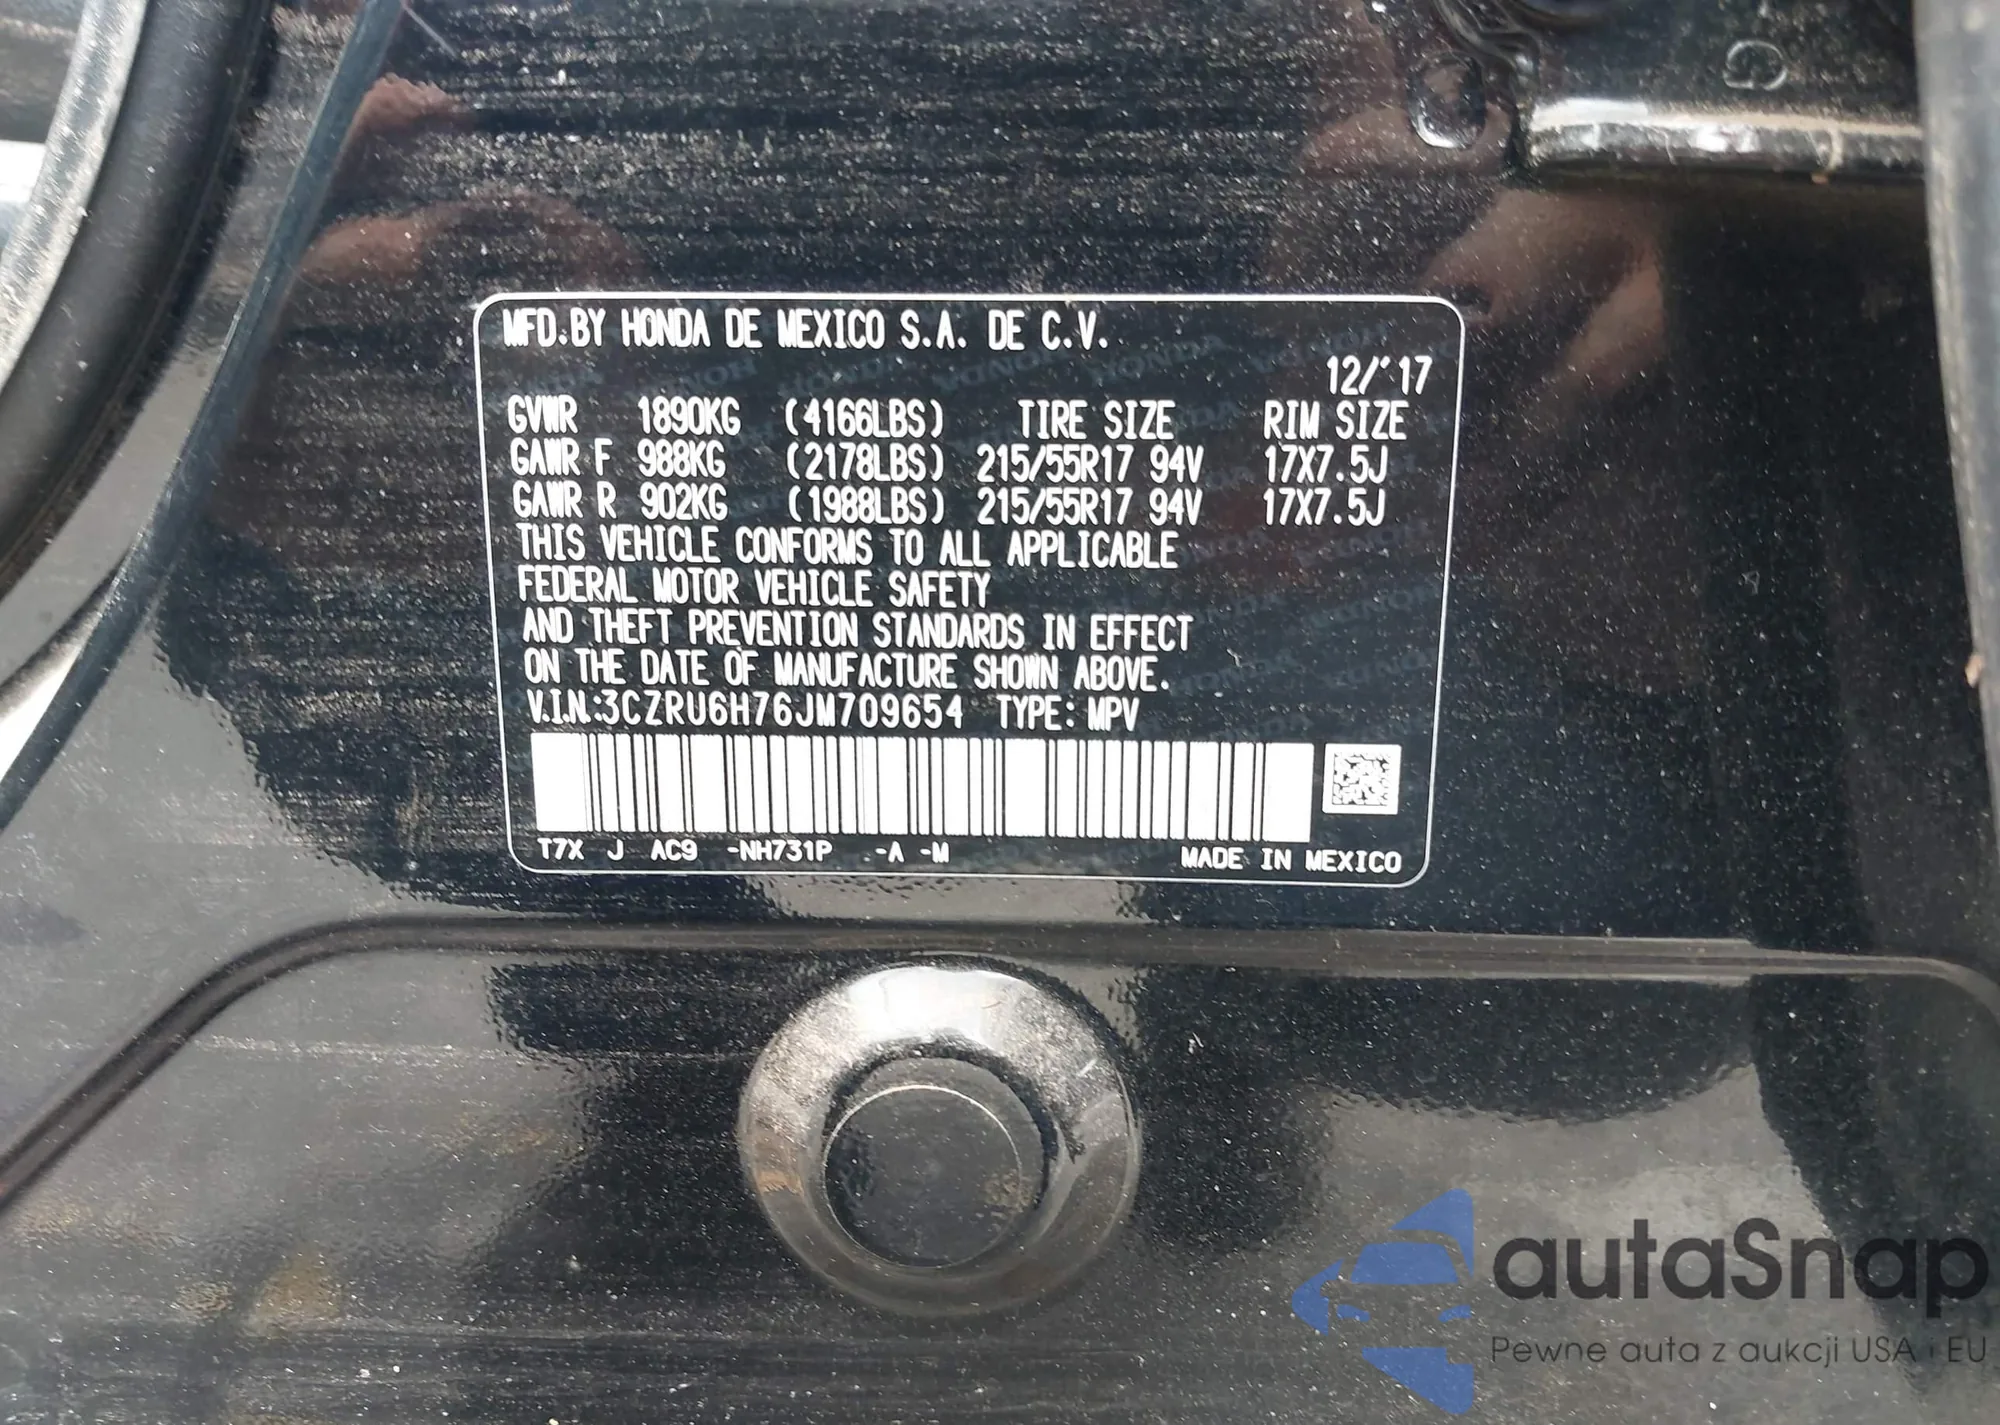 MFD. BY HONDA DE MEXICO S.A. DE C.V.
12/'17
GVWR 1890KG (4166LBS) TIRE SIZE RIM SIZE
GAWR F 988KG (2178LBS) 215/55R17 94V 17X7.5J
GAWR R 902KG (1988LBS) 215/55R17 94V 17X7.5J
THIS VEHICLE CONFORMS TO ALL APPLICABLE
FEDERAL MOTOR VEHICLE SAFETY
AND THEFT PREVENTION STANDARDS IN EFFECT
ON THE DATE OF MANUFACTURE SHOWN ABOVE.
V.I.N.:3CZRU6H76JM709654 TYPE: MPV
T7X J AC9 -NH731P -A -M MADE IN MEXICO
autaSnap
Pewne auta z aukcji USA i EU